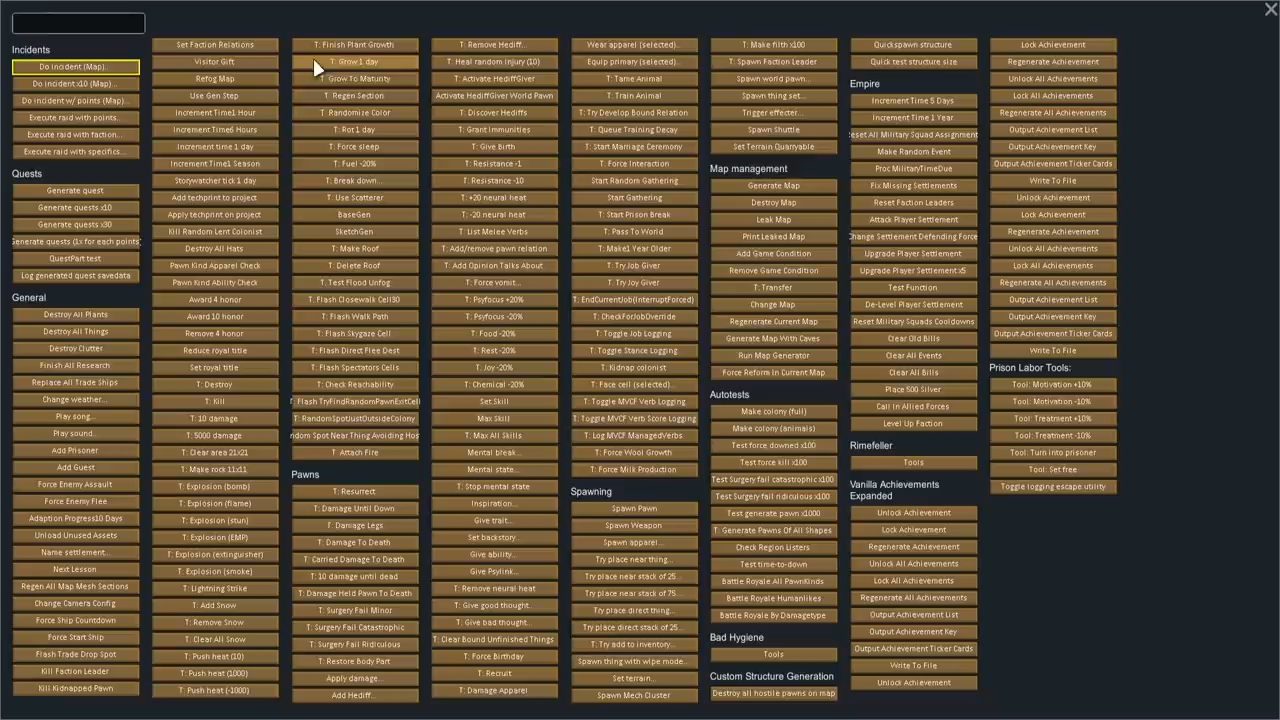 Incidents
Do incident (Map)...
Do incident x10 (Map)...
Do incident w/ points (Map)...
Execute raid with points...
Execute raid with faction...
Execute raid with specifics...
Quests
Generate quest
Generate quests x10
Generate quests x30
Generate quests (1x for each points)
QuestPart test
Log generated quest savedata
General
Destroy All Plants
Destroy All Things
Destroy Clutter
Finish All Research
Replace All Trade Ships
Change weather...
Play song...
Play sound...
Add Prisoner
Add Guest
Force Enemy Assault
Force Enemy Flee
Adaption Progress10 Days
Unload Unused Assets
Name settlement...
Next Lesson
Regen All Map Mesh Sections
Change Camera Config
Force Ship Countdown
Force Start Ship
Flash Trade Drop Spot
Kill Faction Leader
Kill Kidnapped Pawn
Set Faction Relations
Visitor Gift
Refog Map
Use Gen Step
Increment Time1 Hour
Increment Time6 Hours
Increment time 1 day
Increment Time1 Season
Storywatcher tick 1 day
Add techprint to project
Apply techprint on project
Kill Random Lent Colonist
Destroy All Hats
Pawn Kind Apparel Check
Pawn Kind Ability Check
Award 4 honor
Award 10 honor
Remove 4 honor
Reduce royal title
Set royal title
T: Destroy
T: Kill
T: 10 damage
T: 5000 damage
T: Clear area 21x21
T: Make rock 11x11
T: Explosion (bomb)
T: Explosion (flame)
T: Explosion (stun)
T: Explosion (EMP)
T: Explosion (extinguisher)
T: Explosion (smoke)
T: Lightning Strike
T: Add Snow
T: Remove Snow
T: Clear All Snow
T: Push heat (10)
T: Push heat (1000)
T: Push heat (-1000)
T: Finish Plant Growth
T: Grow 1 day
T: Grow To Maturity
T: Regen Section
T: Randomize Color
T: Rot 1 day
T: Force sleep
T: Fuel -20%
T: Break down...
T: Use Scatterer
BaseGen
SketchGen
T: Make Roof
T: Delete Roof
T: Test Flood Unfog
T: Flash Closewalk Cell30
T: Flash Walk Path
T: Flash Skygaze Cell
T: Flash Direct Flee Dest
T: Flash Spectators Cells
T: Check Reachability
Flash TryFindRandomPawnExitCell
T: RandomSpotJustOutsideColony
ndom Spot Near Thing Avoiding Hos
T: Attach Fire
Pawns
T: Resurrect
T: Damage Until Down
T: Damage Legs
T: Damage To Death
T: Carried Damage To Death
T: 10 damage until dead
T: Damage Held Pawn To Death
T: Surgery Fail Minor
T: Surgery Fail Catastrophic
T: Surgery Fail Ridiculous
T: Restore Body Part
Apply damage...
Add Hediff...
T: Remove Hediff...
T: Heal random injury (10)
T: Activate HediffGiver
Activate HediffGiver World Pawn
T: Discover Hediffs
T: Grant Immunities
T: Give Birth
T: Resistance -1
T: Resistance -10
T: +20 neural heat
T: -20 neural heat
T: List Melee Verbs
T: Add/remove pawn relation
T: Add Opinion Talks About
T: Force vomit...
T: Psyfocus +20%
T: Psyfocus -20%
T: Food -20%
T: Rest -20%
T: Joy -20%
T: Chemical -20%
Set Skill
Max Skill
T: Max All Skills
Mental break...
Mental state...
T: Stop mental state
Inspiration...
Give trait...
Set backstory...
Give ability...
Give Psylink...
T: Remove neural heat
T: Give good thought...
T: Give bad thought...
T: Clear Bound Unfinished Things
T: Force Birthday
T: Recruit
T: Damage Apparel
Wear apparel (selected)...
Equip primary (selected)...
T: Tame Animal
T: Train Animal
T: Try Develop Bound Relation
T: Queue Training Decay
T: Start Marriage Ceremony
T: Force Interaction
Start Random Gathering
Start Gathering
T: Start Prison Break
T: Pass To World
T: Make1 Year Older
T: Try Job Giver
T: Try Joy Giver
T: EndCurrentJob(InterruptForced)
T: CheckForJobOverride
T: Toggle Job Logging
T: Toggle Stance Logging
T: Kidnap colonist
T: Face cell (selected)...
T: Toggle MVCF Verb Logging
T: Toggle MVCF Verb Score Logging
T: Log MVCF ManagedVerbs
T: Force Wool Growth
T: Force Milk Production
Spawning
Spawn Pawn
Spawn Weapon
Spawn apparel...
Try place near thing...
Try place near stack of 25...
Try place near stack of 75...
Try place direct thing...
Try place direct stack of 25...
T: Try add to inventory...
Spawn thing with wipe mode...
Set terrain...
Spawn Mech Cluster
T: Make filth x100
T: Spawn Faction Leader
Spawn world pawn...
Spawn thing set...
Trigger effecter...
Spawn Shuttle
Set Terrain Quarryable
Map management
Generate Map
Destroy Map
Leak Map
Print Leaked Map
Add Game Condition
Remove Game Condition
T: Transfer
Change Map
Regenerate Current Map
Generate Map With Caves
Run Map Generator
Force Reform In Current Map
Autotests
Make colony (full)
Make colony (animals)
Test force downed x100
Test force kill x100
Test Surgery fail catastrophic x100
Test Surgery fail ridiculous x100
Test generate pawn x1000
T: Generate Pawns Of All Shapes
Check Region Listers
Test time-to-down
Battle Royale All PawnKinds
Battle Royale Humanlikes
Battle Royale By Damagetype
Bad Hygiene
Tools
Custom Structure Generation
Destroy all hostile pawns on map
Quickspawn structure
Quick test structure size
Empire
Increment Time 5 Days
Increment Time 1 Year
eset All Military Squad Assignment
Make Random Event
Proc MilitaryTimeDue
Fix Missing Settlements
Reset Faction Leaders
Attack Player Settlement
Change Settlement Defending Force
Upgrade Player Settlement
Upgrade Player Settlement x5
Test Function
De-Level Player Settlement
Reset Military Squads Cooldowns
Clear Old Bills
Clear All Events
Clear All Bills
Place 500 Silver
Call In Allied Forces
Level Up Faction
Rimefeller
Tools
Vanilla Achievements
Expanded
Unlock Achievement
Lock Achievement
Regenerate Achievement
Unlock All Achievements
Lock All Achievements
Regenerate All Achievements
Output Achievement List
Output Achievement Key
Output Achievement Ticker Cards
Write To File
Unlock Achievement
Lock Achievement
Regenerate Achievement
Unlock All Achievements
Lock All Achievements
Regenerate All Achievements
Output Achievement List
Output Achievement Key
Output Achievement Ticker Cards
Write To File
Unlock Achievement
Lock Achievement
Regenerate Achievement
Unlock All Achievements
Lock All Achievements
Regenerate All Achievements
Output Achievement List
Output Achievement Key
Output Achievement Ticker Cards
Write To File
Prison Labor Tools:
Tool: Motivation +10%
Tool: Motivation -10%
Tool: Treatment +10%
Tool: Treatment -10%
Tool: Turn into prisoner
Tool: Set free
Toggle logging escape utility